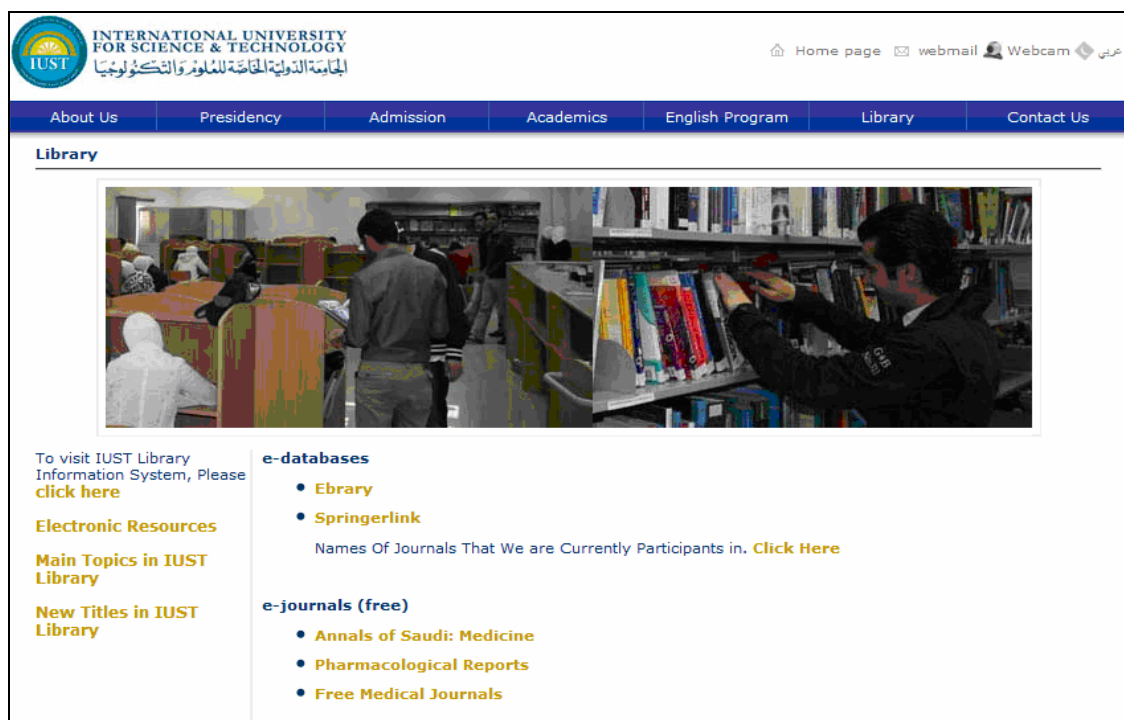 INTERNATIONAL UNIVERSITY
FOR SCIENCE & TECHNOLOGY
الجامعة الدولية الخاصة للعلوم والتكنولوجيا
IUST
Home page webmail Webcam عربي
About Us Presidency Admission Academics English Program Library Contact Us
Library
To visit IUST Library
Information System, Please
click here
Electronic Resources
Main Topics in IUST
Library
New Titles in IUST
Library
e-databases
Ebrary
Springerlink
Names Of Journals That We are Currently Participants in. Click Here
e-journals (free)
Annals of Saudi: Medicine
Pharmacological Reports
Free Medical Journals